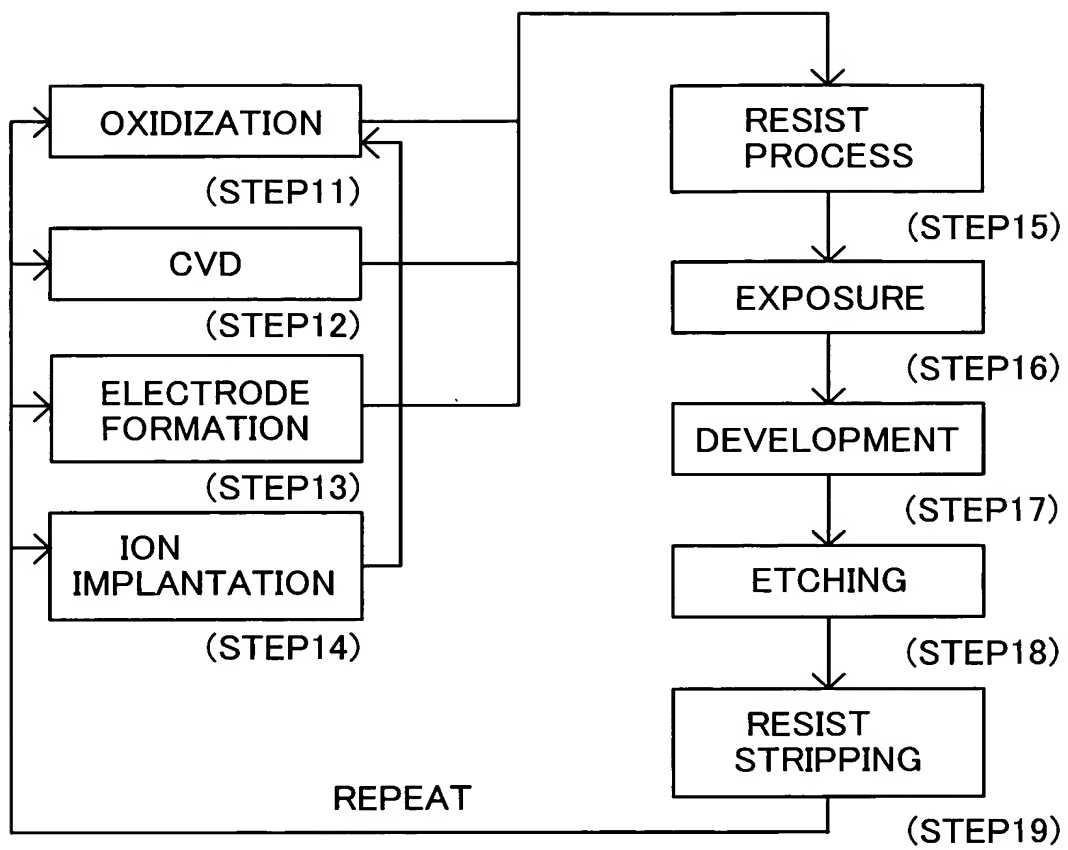 OXIDIZATION
(STEP11)
CVD
(STEP12)
ELECTRODE
FORMATION
(STEP13)
ION
IMPLANTATION
(STEP14)
RESIST
PROCESS
(STEP15)
EXPOSURE
(STEP16)
DEVELOPMENT
(STEP17)
ETCHING
(STEP18)
RESIST
STRIPPING
(STEP19)
REPEAT